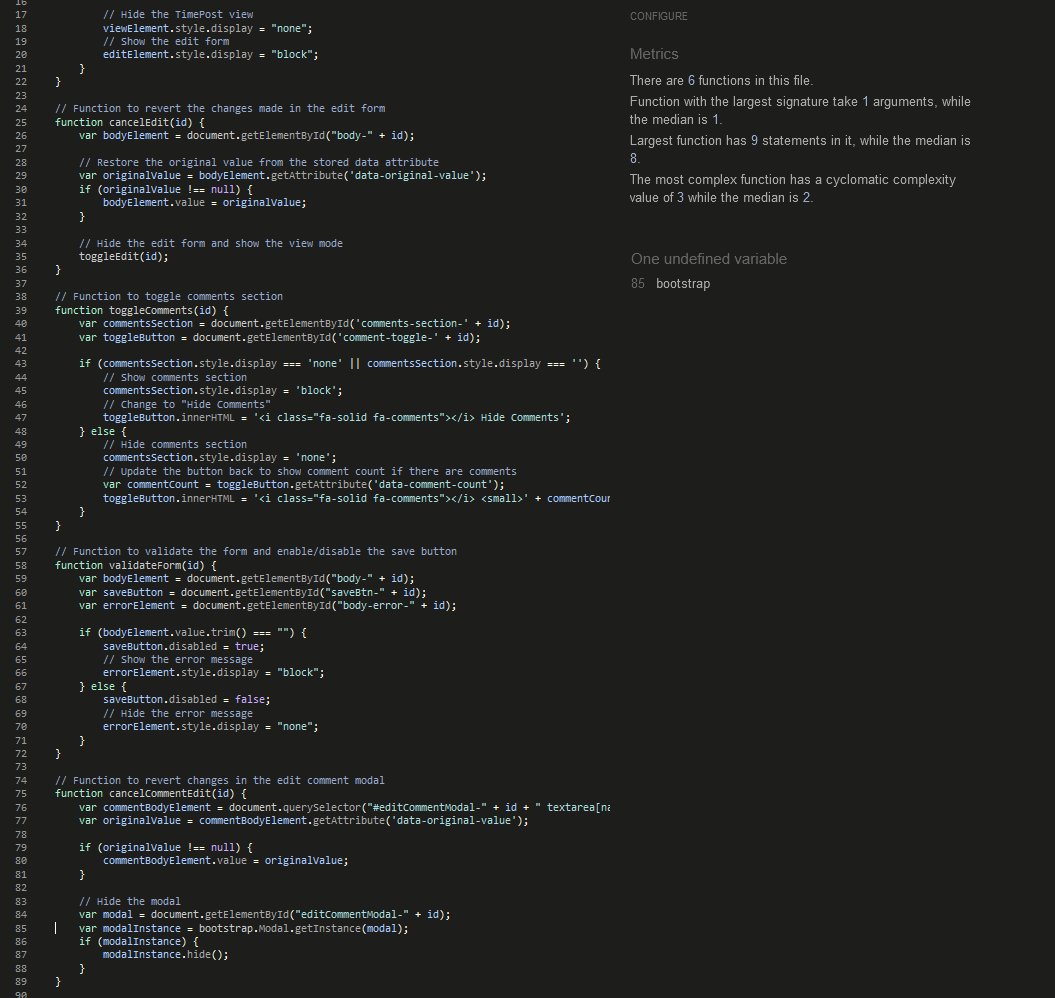 16
17 // Hide the TimePost view
18 viewElement.style.display = "none";
19 // Show the edit form
20 editElement.style.display = "block";
21 }
22 }
23
24 // Function to revert the changes made in the edit form
25 function cancelEdit(id) {
26 var bodyElement = document.getElementById("body-" + id);
27
28 // Restore the original value from the stored data attribute
29 var originalValue = bodyElement.getAttribute('data-original-value');
30 if (originalValue !== null) {
31 bodyElement.value = originalValue;
32 }
33
34 // Hide the edit form and show the view mode
35 toggleEdit(id);
36 }
37
38 // Function to toggle comments section
39 function toggleComments(id) {
40 var commentsSection = document.getElementById('comments-section-' + id);
41 var toggleButton = document.getElementById('comment-toggle-' + id);
42
43 if (commentsSection.style.display === 'none' || commentsSection.style.display === '') {
44 // Show comments section
45 commentsSection.style.display = 'block';
46 // Change to "Hide Comments"
47 toggleButton.innerHTML = '<i class="fa-solid fa-comments"></i> Hide Comments';
48 } else {
49 // Hide comments section
50 commentsSection.style.display = 'none';
51 // Update the button back to show comment count if there are comments
52 var commentCount = toggleButton.getAttribute('data-comment-count');
53 toggleButton.innerHTML = '<i class="fa-solid fa-comments"></i> <small>' + commentCour
54 }
55 }
56
57 // Function to validate the form and enable/disable the save button
58 function validateForm(id) {
59 var bodyElement = document.getElementById("body-" + id);
60 var saveButton = document.getElementById("saveBtn-" + id);
61 var errorElement = document.getElementById("body-error-" + id);
62
63 if (bodyElement.value.trim() === "") {
64 saveButton.disabled = true;
65 // Show the error message
66 errorElement.style.display = "block";
67 } else {
68 saveButton.disabled = false;
69 // Hide the error message
70 errorElement.style.display = "none";
71 }
72 }
73
74 // Function to revert changes in the edit comment modal
75 function cancelCommentEdit(id) {
76 var commentBodyElement = document.querySelector("#editCommentModal-" + id + " textarea[na
77 var originalValue = commentBodyElement.getAttribute('data-original-value');
78
79 if (originalValue !== null) {
80 commentBodyElement.value = originalValue;
81 }
82
83 // Hide the modal
84 var modal = document.getElementById("editCommentModal-" + id);
85 var modalInstance = bootstrap.Modal.getInstance(modal);
86 if (modalInstance) {
87 modalInstance.hide();
88 }
89 }
90
CONFIGURE
Metrics
There are 6 functions in this file.
Function with the largest signature take 1 arguments, while
the median is 1.
Largest function has 9 statements in it, while the median is
8.
The most complex function has a cyclomatic complexity
value of 3 while the median is 2.
One undefined variable
85 bootstrap